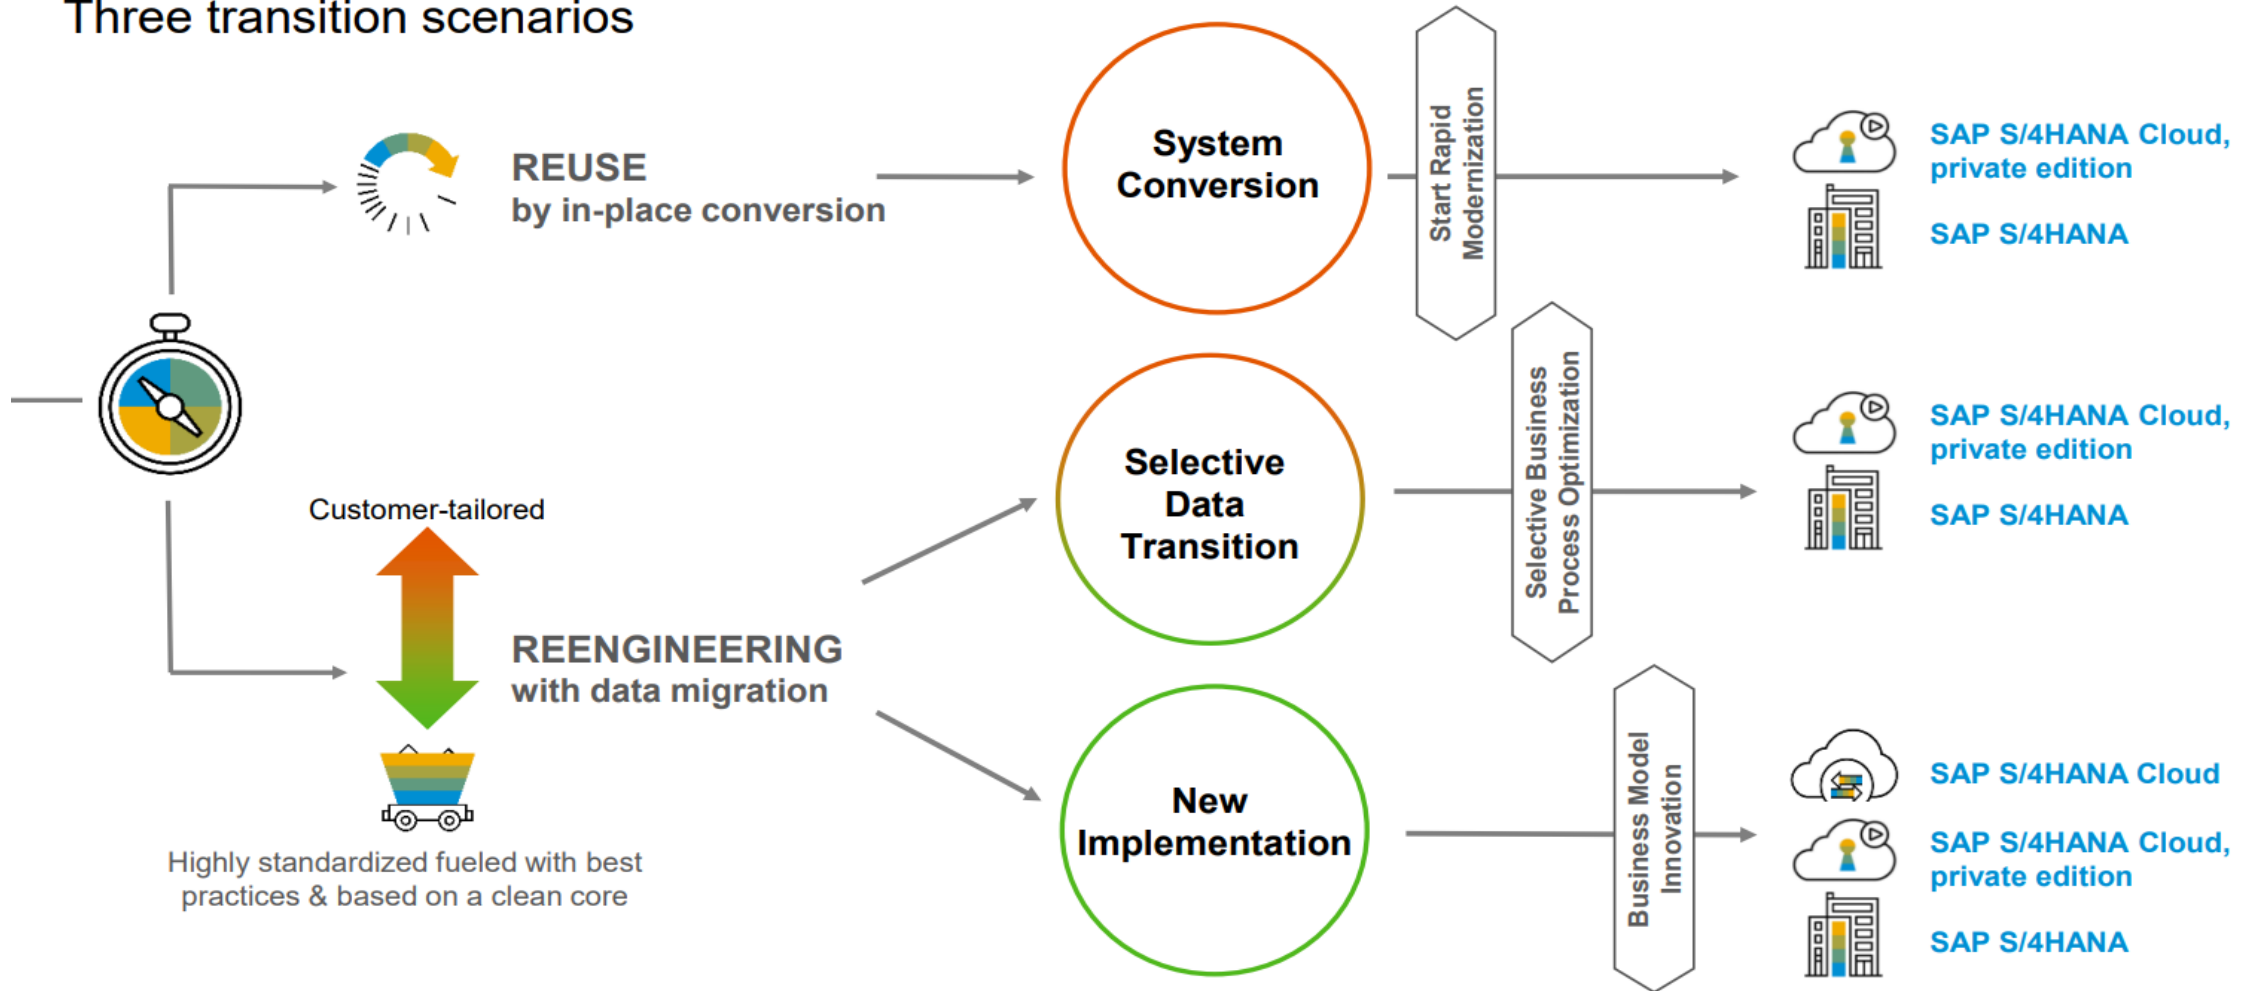 Three transition scenarios
REUSE
by in-place conversion
System
Conversion
Start Rapid
Modernization
SAP S/4HANA Cloud,
private edition
SAP S/4HANA
Customer-tailored
REENGINEERING
with data migration
Highly standardized fueled with best
practices & based on a clean core
Selective
Data
Transition
Selective Business
Process Optimization
SAP S/4HANA Cloud,
private edition
SAP S/4HANA
New
Implementation
Business Model
Innovation
SAP S/4HANA Cloud
SAP S/4HANA Cloud,
private edition
SAP S/4HANA